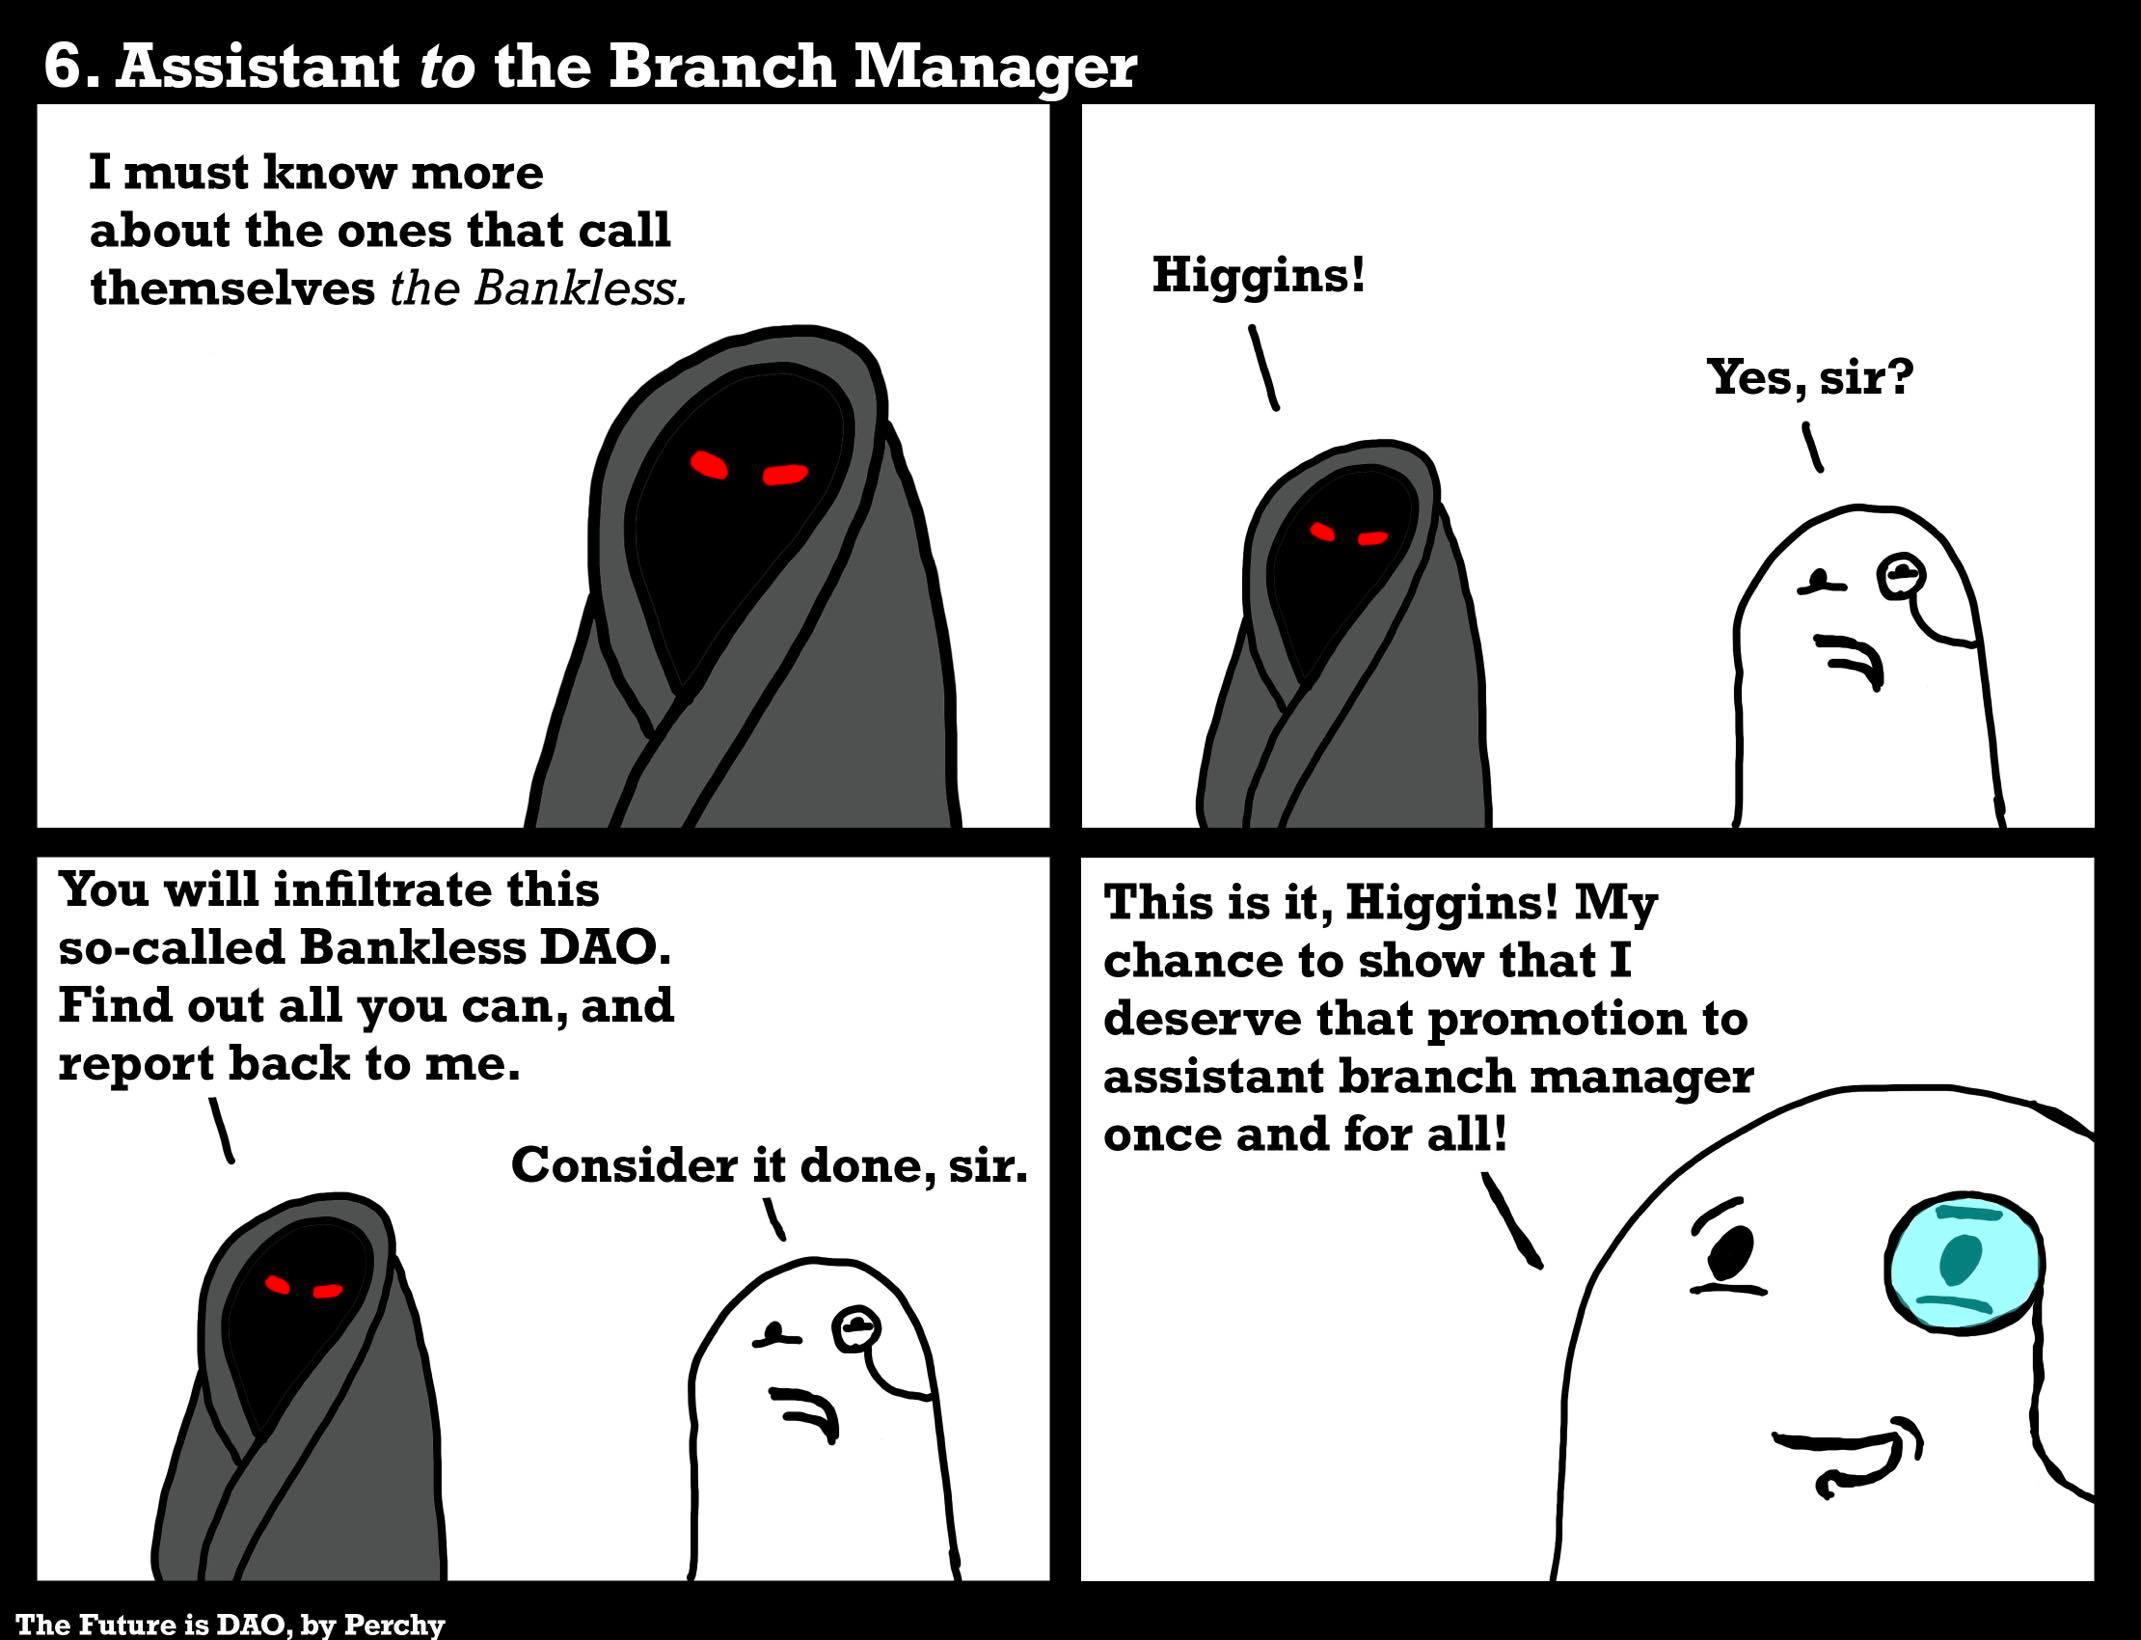 6. Assistant to the Branch Manager
I must know more
about the ones that call
themselves the Bankless.
Higgins!
Yes, sir?
You will infiltrate this
so-called Bankless DAO.
Find out all you can, and
report back to me.
Consider it done, sir.
This is it, Higgins! My
chance to show that I
deserve that promotion to
assistant branch manager
once and for all!
The Future is DAO, by Perchy